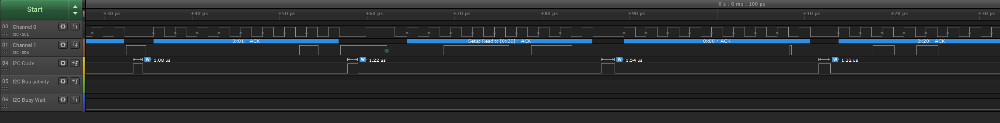 Start
0 s : 6 ms : 100 µs
+30 µs +40 µs +50 µs +60 µs +70 µs +80 µs +90 µs +10 µs +20 µs +30 µs
00 Channel 0
I2C - SCL
0x01 + ACK Setup Read to [0x3B] + ACK 0x00 + ACK 0x28 + ACK
01 Channel 1
I2C - SDA
W 1.08 µs W 1.22 µs W 1.54 µs W 1.32 µs
04 I2C Code
05 I2C Bus activity
06 I2C Busy Wait